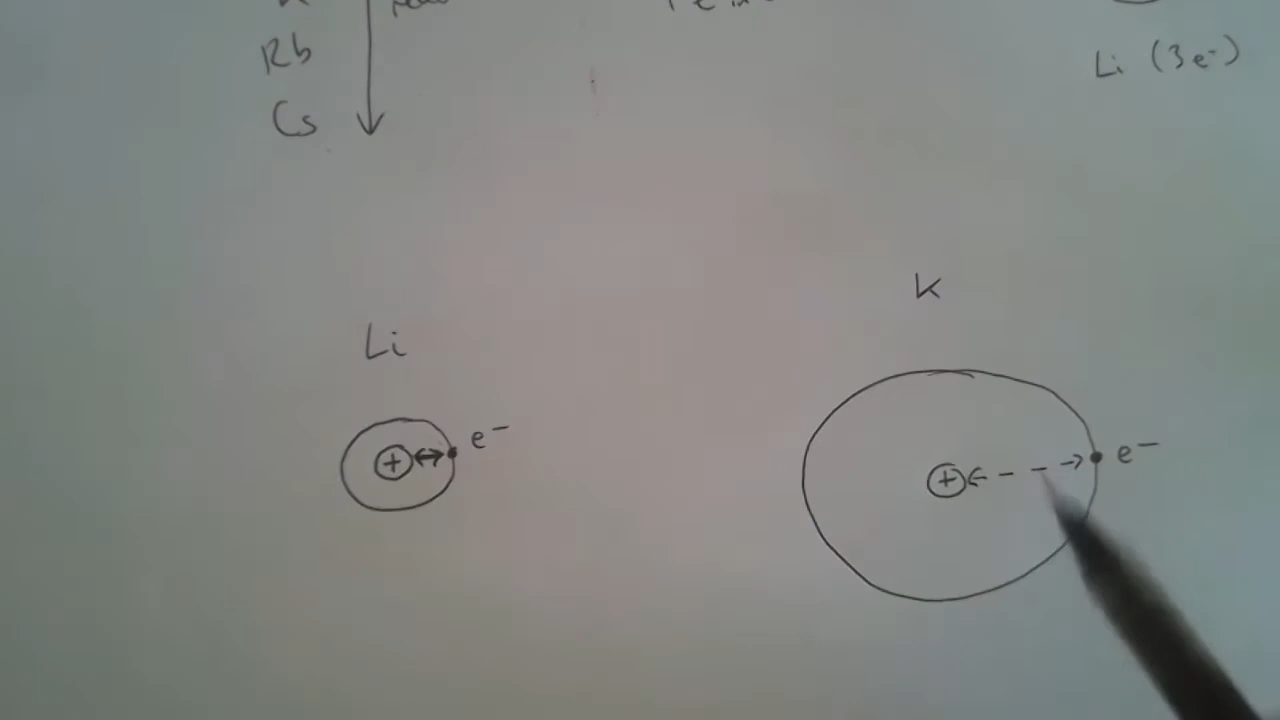 Rb
Cs
Li (3e⁻)
K
Li
+ e⁻
+ e⁻